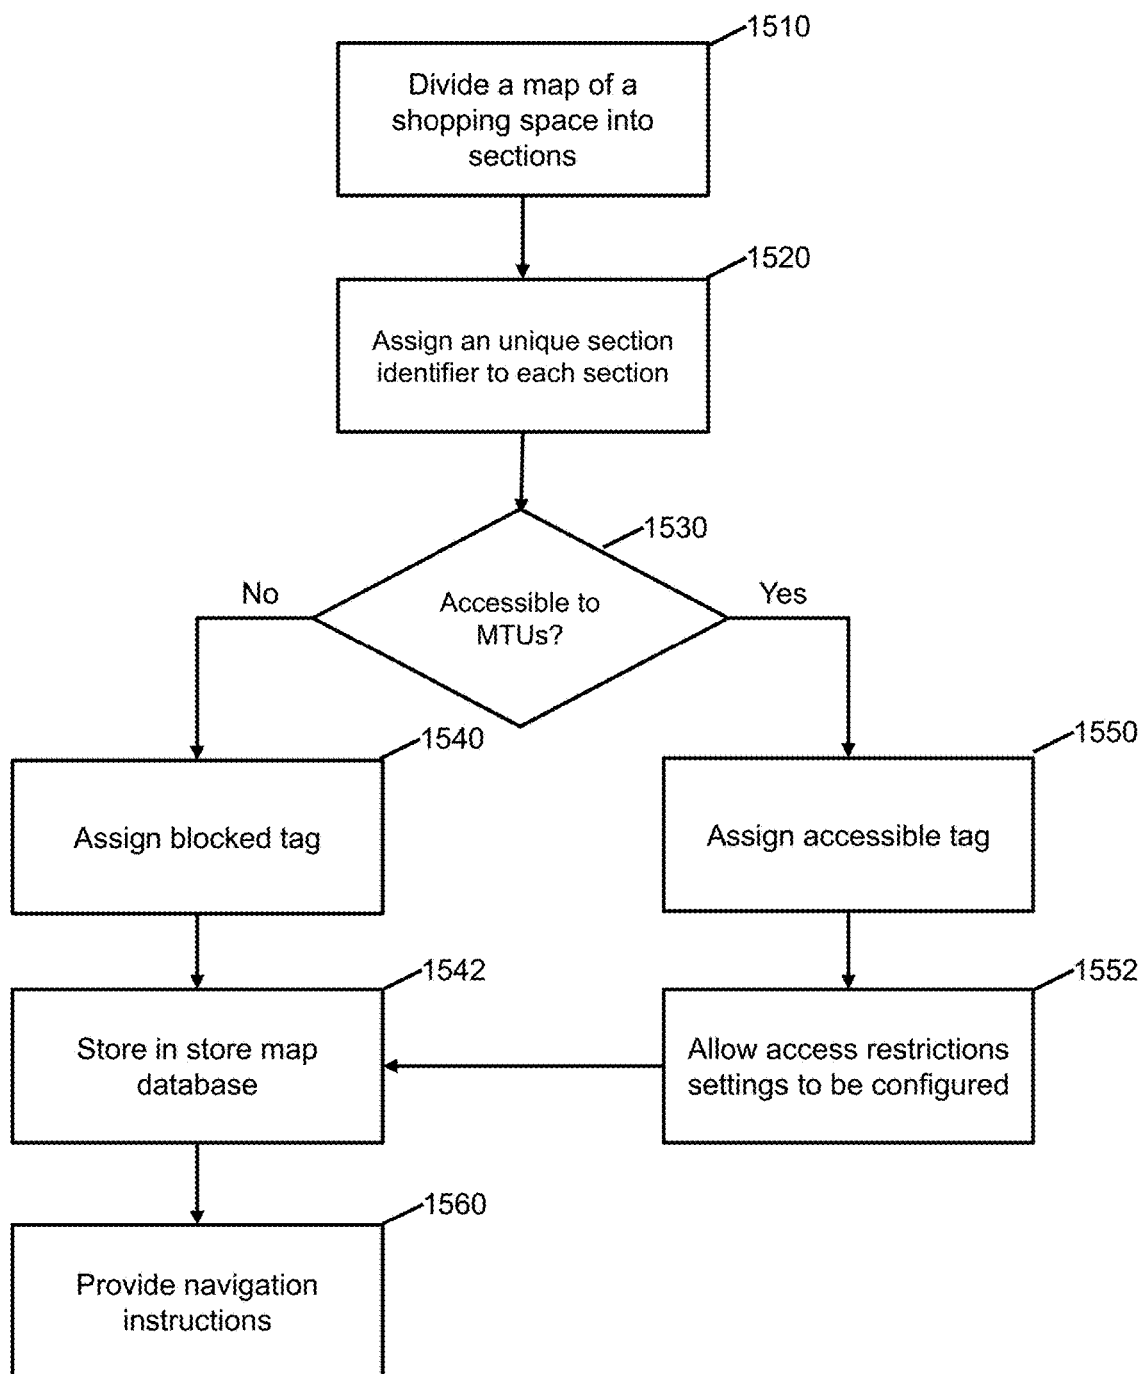 1510
Divide a map of a
shopping space into
sections
1520
Assign an unique section
identifier to each section
1530
No
Accessible to
MTUs?
Yes
1540
Assign blocked tag
1550
Assign accessible tag
1542
Store in store map
database
1552
Allow access restrictions
settings to be configured
1560
Provide navigation
instructions